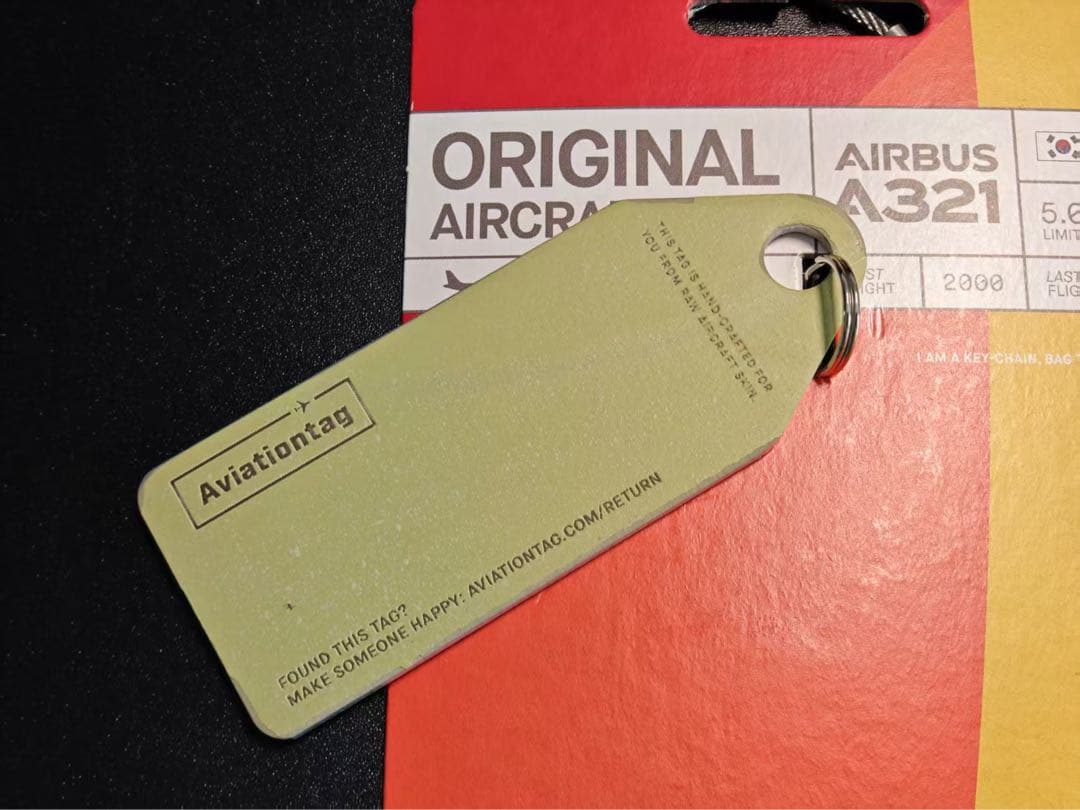 ORIGINAL
AIRCRA
AIRBUS
A321
5.0
LIMIT
ST
GHT
2000
LAST
FLIG
I AM A KEY-CHAIN, BAG
THIS TAG IS HAND-CRAFTED FOR
YOU FROM RAW AIRCRAFT SKIN.
Aviationtag
FOUND THIS TAG?
MAKE SOMEONE HAPPY: AVIATIONTAG.COM/RETURN